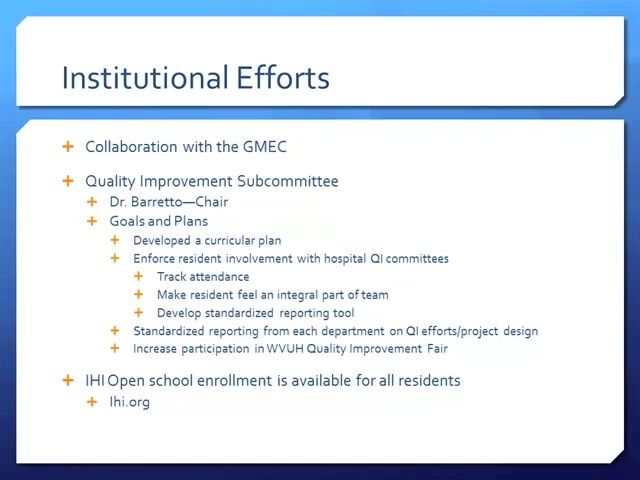 Institutional Efforts
Collaboration with the GMEC
Quality Improvement Subcommittee
Dr. Barretto—Chair
Goals and Plans
Developed a curricular plan
Enforce resident involvement with hospital QI committees
Track attendance
Make resident feel an integral part of team
Develop standardized reporting tool
Standardized reporting from each department on QI efforts/project design
Increase participation in WVUH Quality Improvement Fair
IHI Open school enrollment is available for all residents
Ihi.org